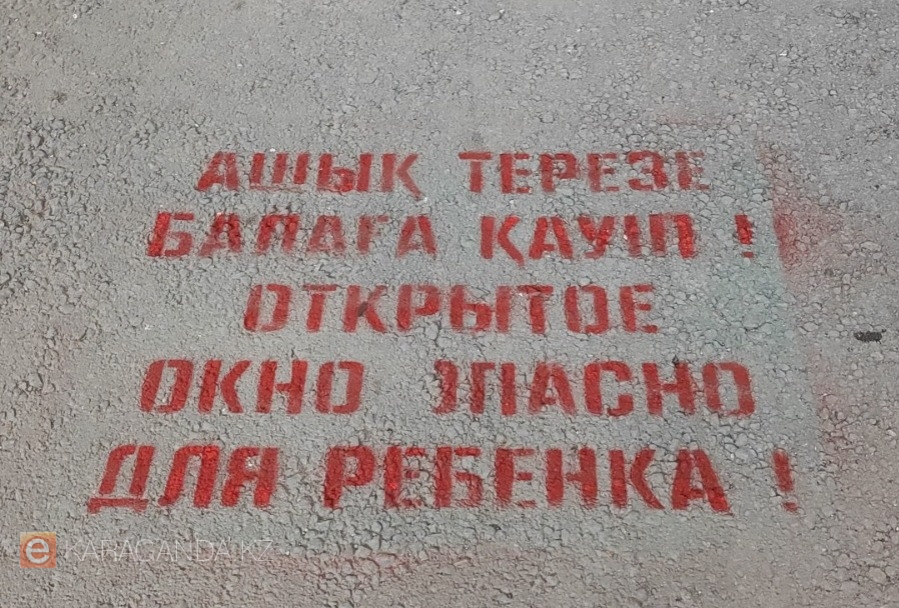 АШЫҚ ТЕРЕЗЕ
БАЛАҒА ҚАУІП !
ОТКРЫТОЕ
ОКНО ОПАСНО
ДЛЯ РЕБЕНКА !
e KARAGANDA.KZ